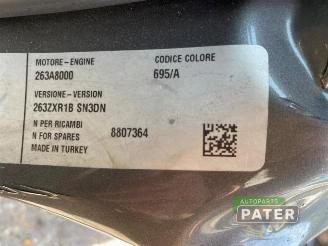 MOTORE - ENGINE
263A8000
CODICE COLORE
695/A
VERSIONE - VERSION
263ZXR1B SN3DN
N PER RICAMBI
N FOR SPARES
8807364
MADE IN TURKEY
AUTOPARTS
PATER